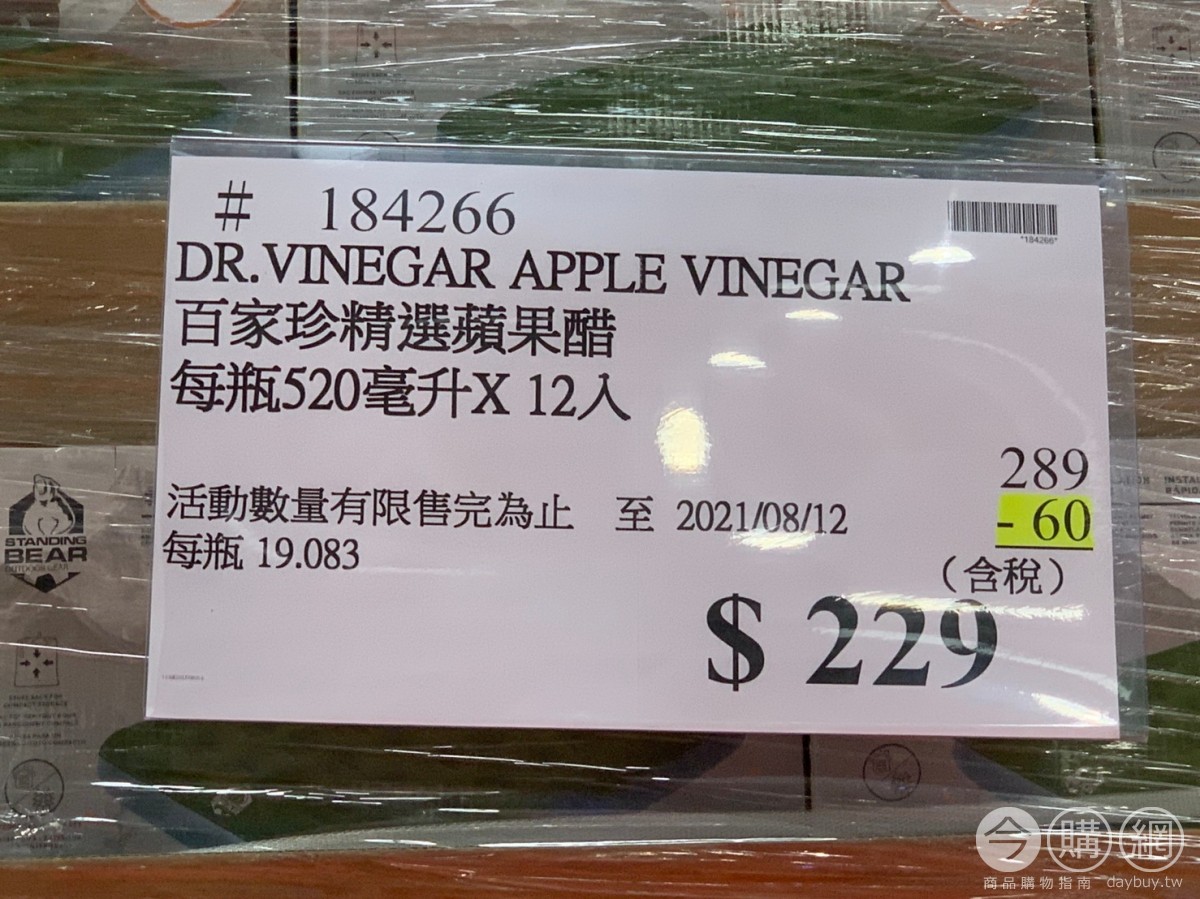 # 184266
*184266*
DR.VINEGAR APPLE VINEGAR
百家珍精選蘋果醋
每瓶520毫升X 12入
289
活動數量有限售完為止 至 2021/08/12
- 60
每瓶 19.083
(含稅)
$ 229
STANDING
BEAR
OUTDOOR GEAR
今購網
商品購物指南 daybuy.tw